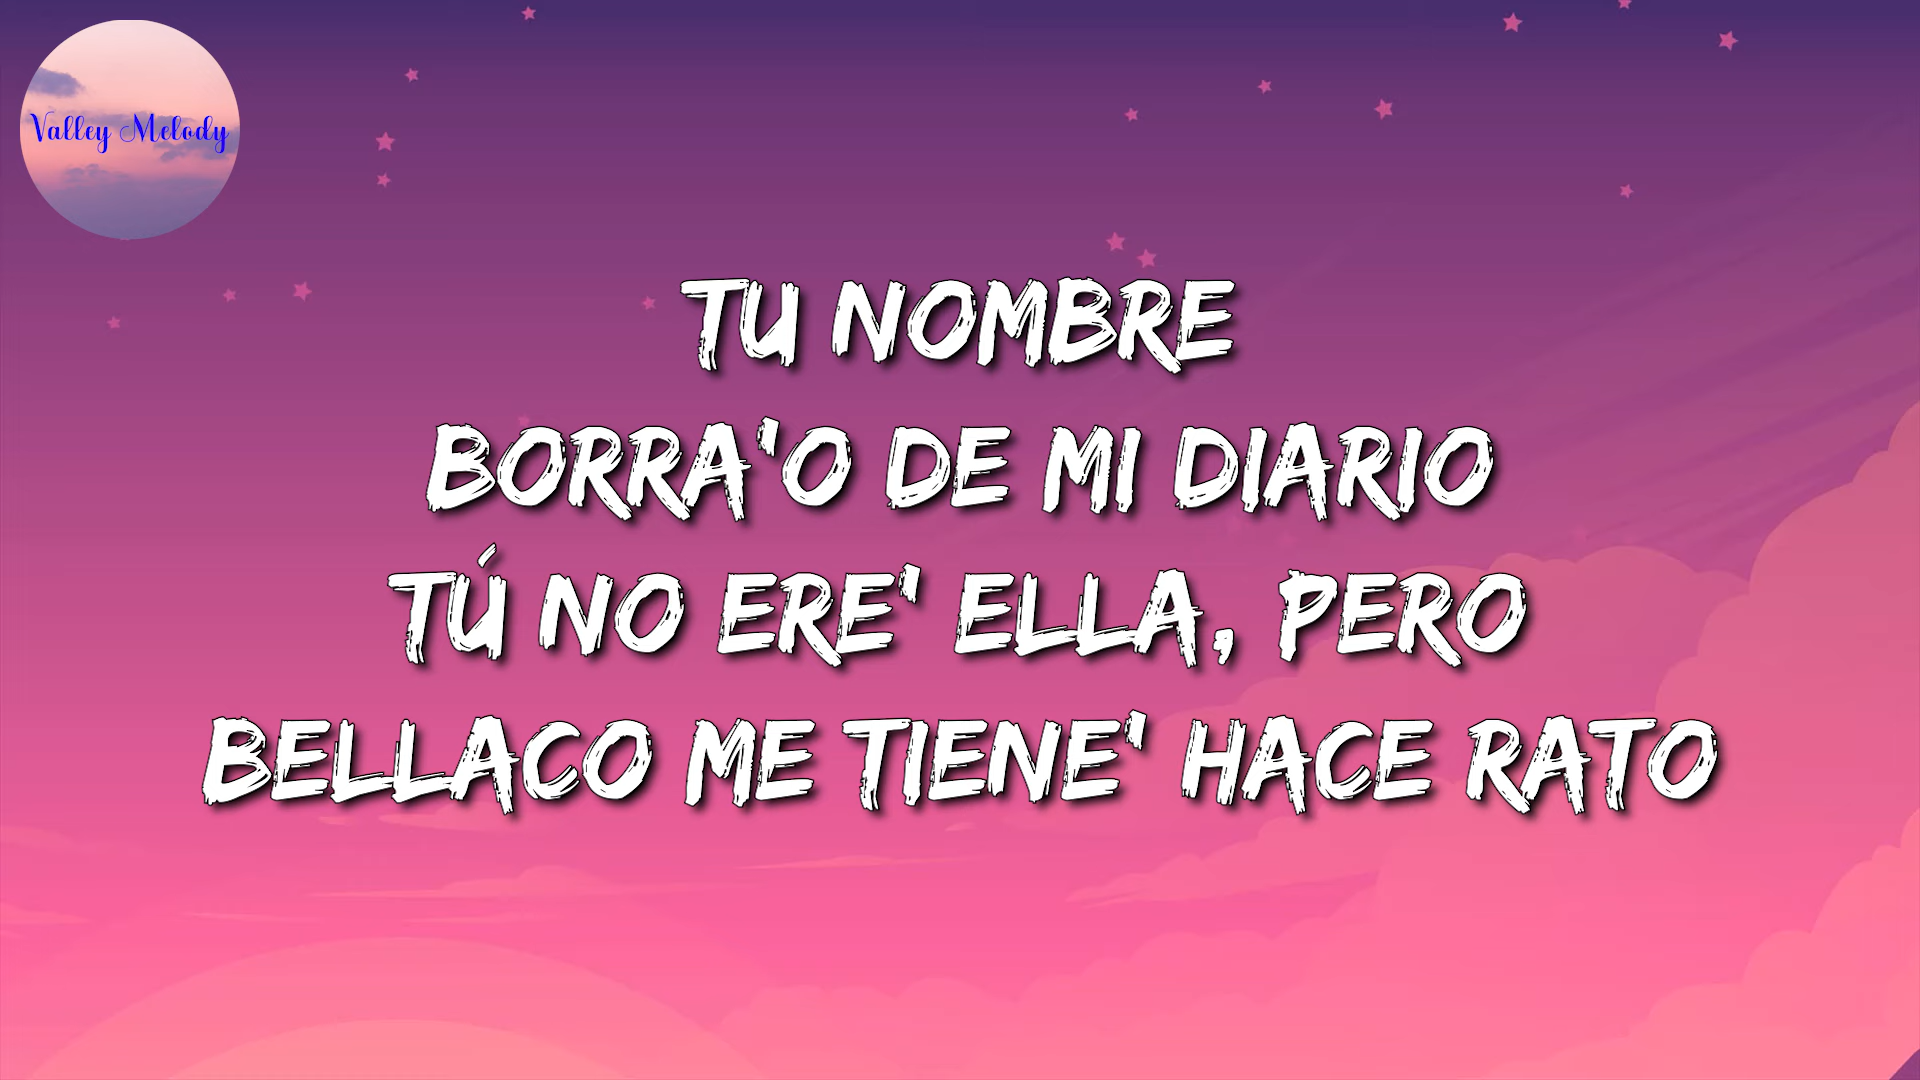 Valley Melody
TU NOMBRE
BORRA'O DE MI DIARIO
TÚ NO ERE' ELLA, PERO
BELLACO ME TIENE' HACE RATO